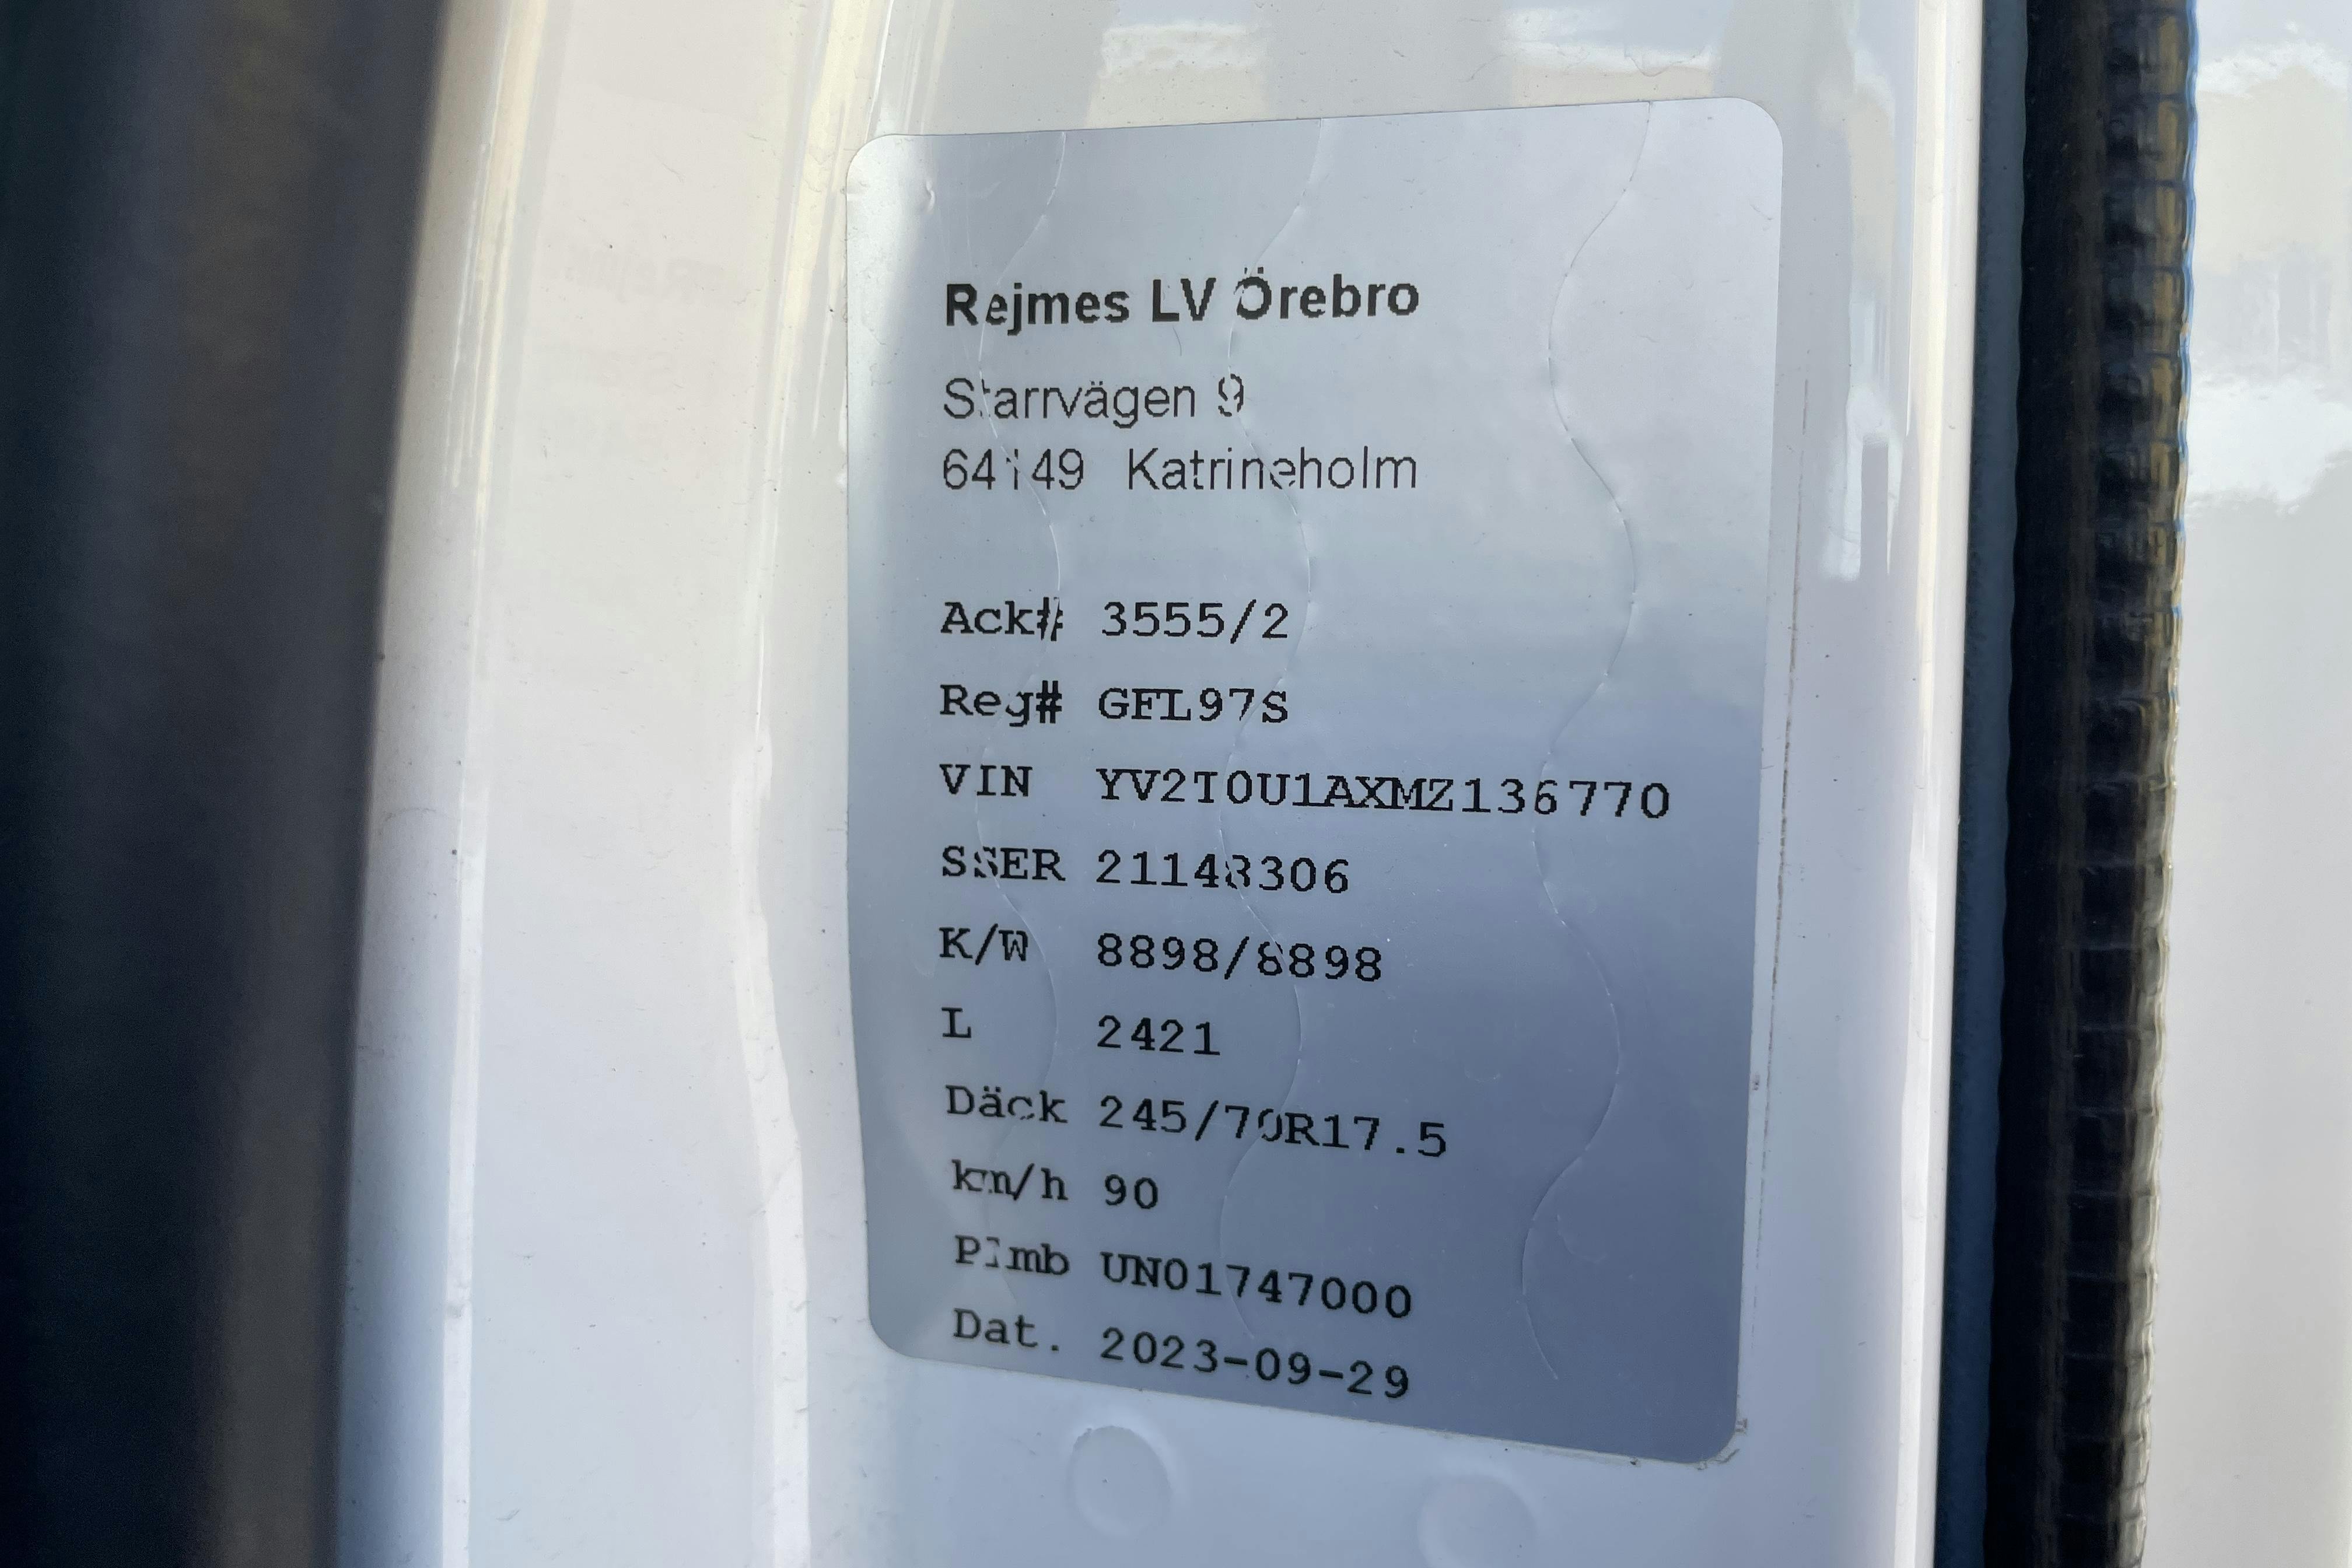 Rejmes LV Örebro
Starrvägen 9
64149 Katrineholm
Ack# 3555/2
Reg# GFL97S
VIN YV2T0U1AXMZ136770
SSER 21148306
K/W 8898/8898
L 2421
Däck 245/70R17.5
km/h 90
Plmb UN01747000
Dat. 2023-09-29